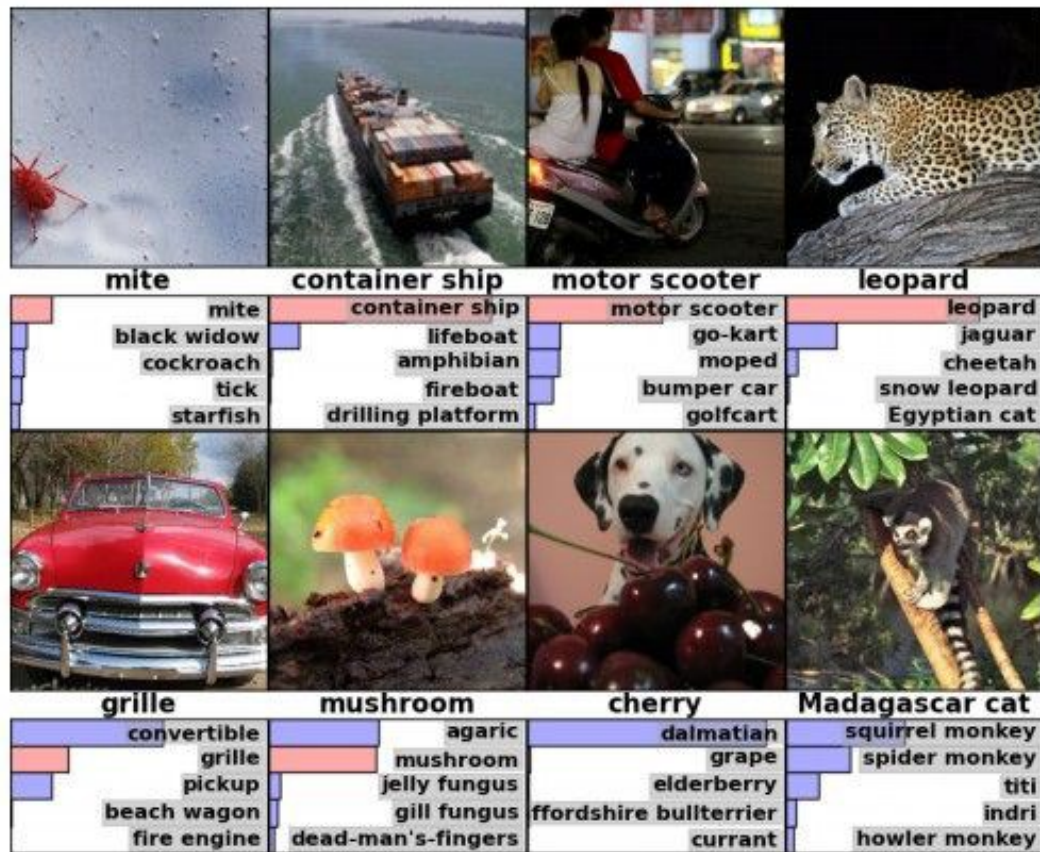 mite
container ship
motor scooter
leopard
mite
black widow
cockroach
tick
starfish
container ship
lifeboat
amphibian
fireboat
drilling platform
motor scooter
go-kart
moped
bumper car
golfcart
leopard
jaguar
cheetah
snow leopard
Egyptian cat
grille
mushroom
cherry
Madagascar cat
convertible
grille
pickup
beach wagon
fire engine
agaric
mushroom
jelly fungus
gill fungus
dead-man's-fingers
dalmatian
grape
elderberry
ffordshire bullterrier
currant
squirrel monkey
spider monkey
titi
indri
howler monkey